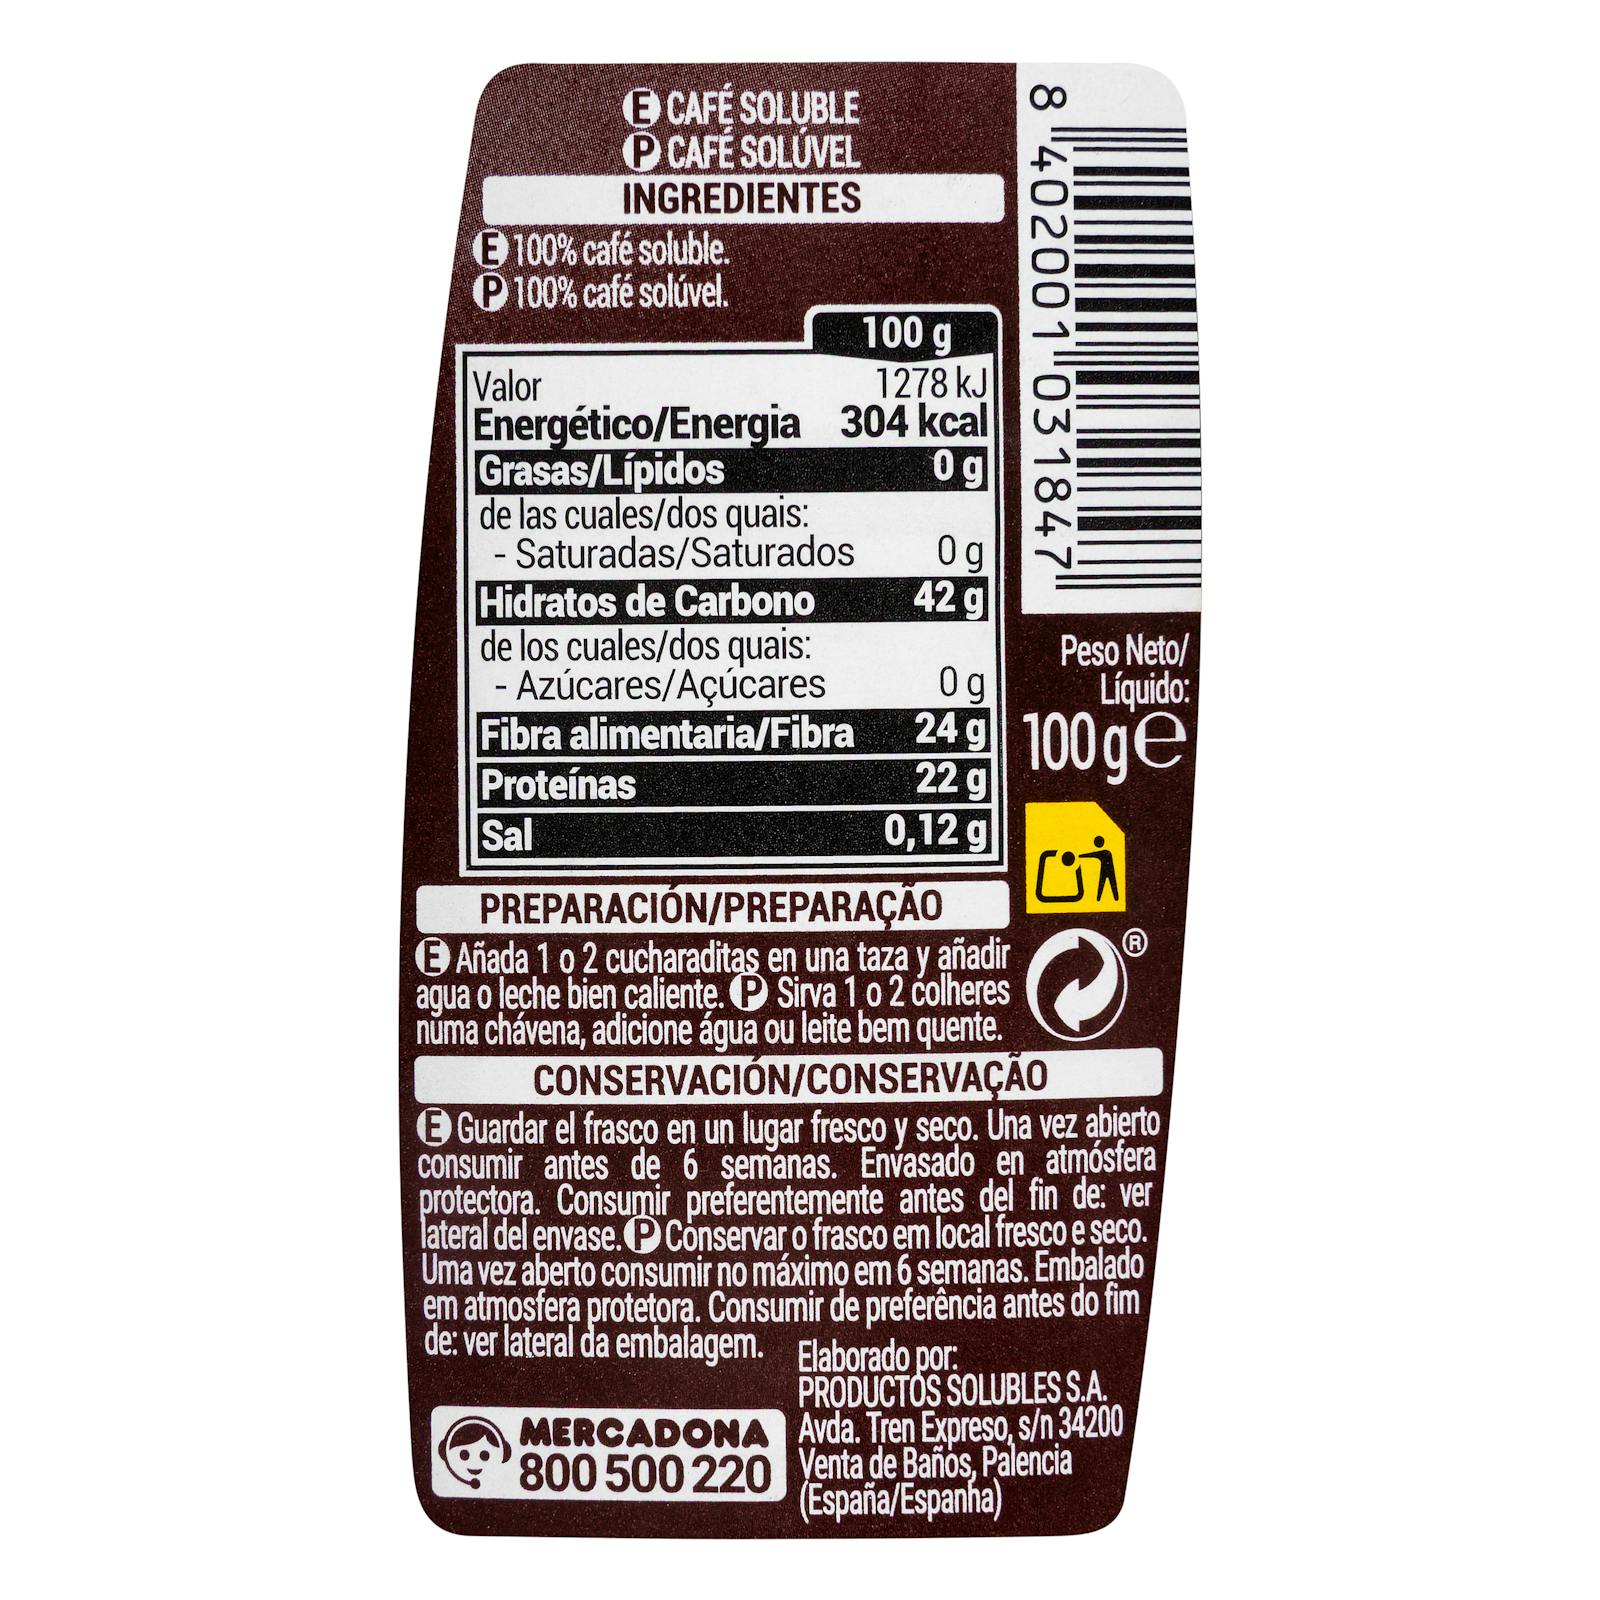 E CAFÉ SOLUBLE
P CAFÉ SOLÚVEL
INGREDIENTES
E 100% café soluble.
P 100% café solúvel.
100 g
Valor 1278 kJ
Energético/Energia 304 kcal
Grasas/Lípidos 0 g
de las cuales/dos quais:
- Saturadas/Saturados 0 g
Hidratos de Carbono 42 g
de los cuales/dos quais:
- Azúcares/Açúcares 0 g
Fibra alimentaria/Fibra 24 g
Proteínas 22 g
Sal 0,12 g
8 402001 031847
Peso Neto/
Líquido:
100 g e
®
PREPARACIÓN/PREPARAÇÃO
E Añada 1 o 2 cucharaditas en una taza y añadir
agua o leche bien caliente. P Sirva 1 o 2 colheres
numa chávena, adicione água ou leite bem quente.
CONSERVACIÓN/CONSERVAÇÃO
E Guardar el frasco en un lugar fresco y seco. Una vez abierto
consumir antes de 6 semanas. Envasado en atmósfera
protectora. Consumir preferentemente antes del fin de: ver
lateral del envase. P Conservar o frasco em local fresco e seco.
Uma vez aberto consumir no máximo em 6 semanas. Embalado
em atmosfera protetora. Consumir de preferência antes do fim
de: ver lateral da embalagem.
MERCADONA
800 500 220
Elaborado por:
PRODUCTOS SOLUBLES S.A.
Avda. Tren Expreso, s/n 34200
Venta de Baños, Palencia
(España/Espanha)